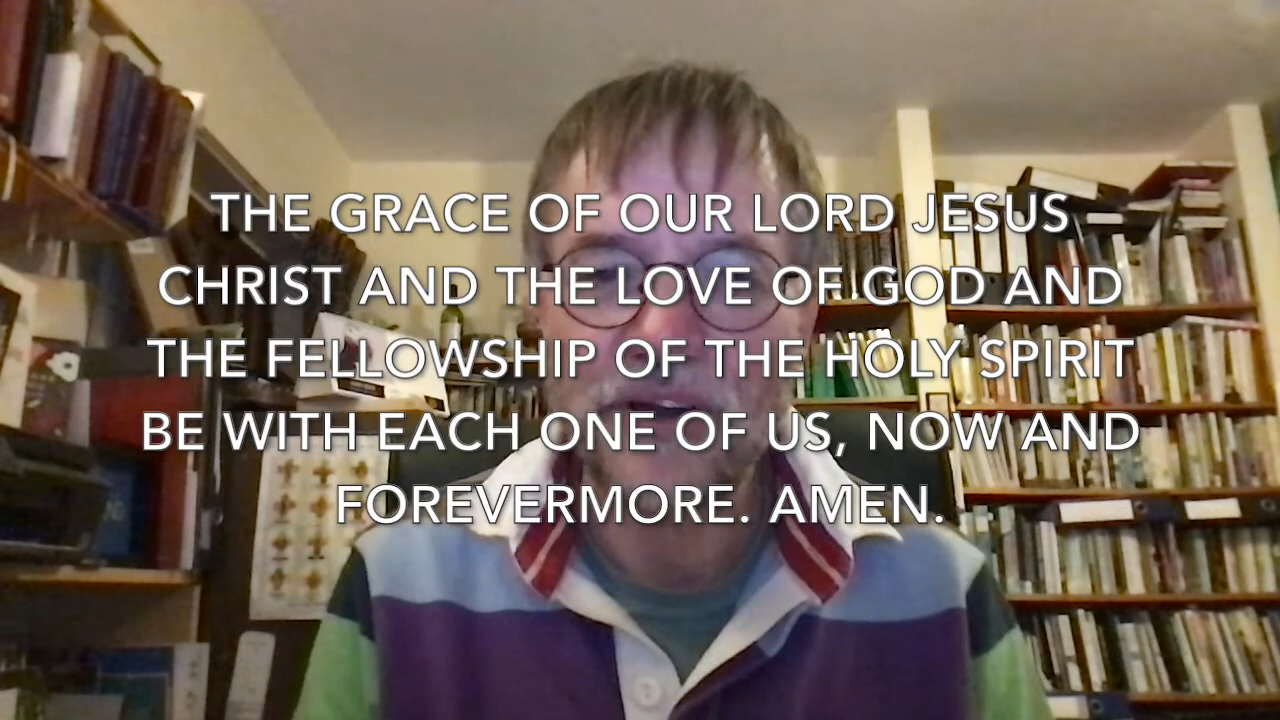 THE GRACE OF OUR LORD JESUS
CHRIST AND THE LOVE OF GOD AND
THE FELLOWSHIP OF THE HOLY SPIRIT
BE WITH EACH ONE OF US, NOW AND
FOREVERMORE. AMEN.